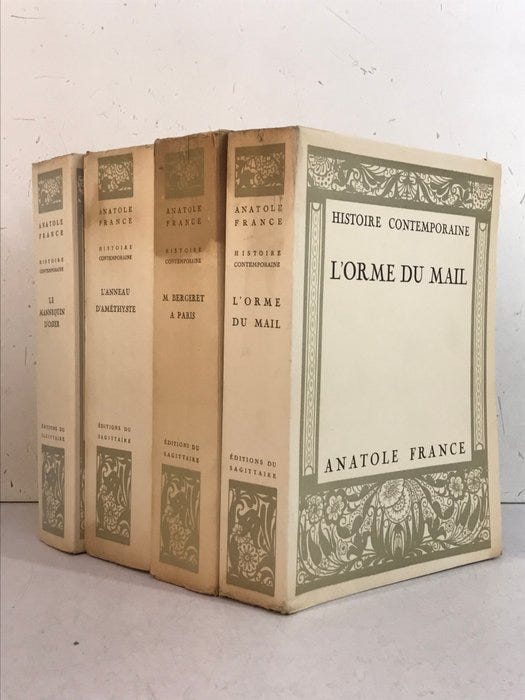 ANATOLE
FRANCE
HISTOIRE
CONTEMPORAINE
LE
MANNEQUIN
D'OSIER
ÉDITIONS DU
SAGITTAIRE
ANATOLE
FRANCE
HISTOIRE
CONTEMPORAINE
L'ANNEAU
D'AMÉTHYSTE
ÉDITIONS DU
SAGITTAIRE
ANATOLE
FRANCE
HISTOIRE
CONTEMPORAINE
M. BERGERET
A PARIS
ÉDITIONS DU
SAGITTAIRE
ANATOLE
FRANCE
HISTOIRE
CONTEMPORAINE
L'ORME
DU MAIL
ÉDITIONS DU
SAGITTAIRE
HISTOIRE CONTEMPORAINE
L'ORME DU MAIL
ANATOLE FRANCE